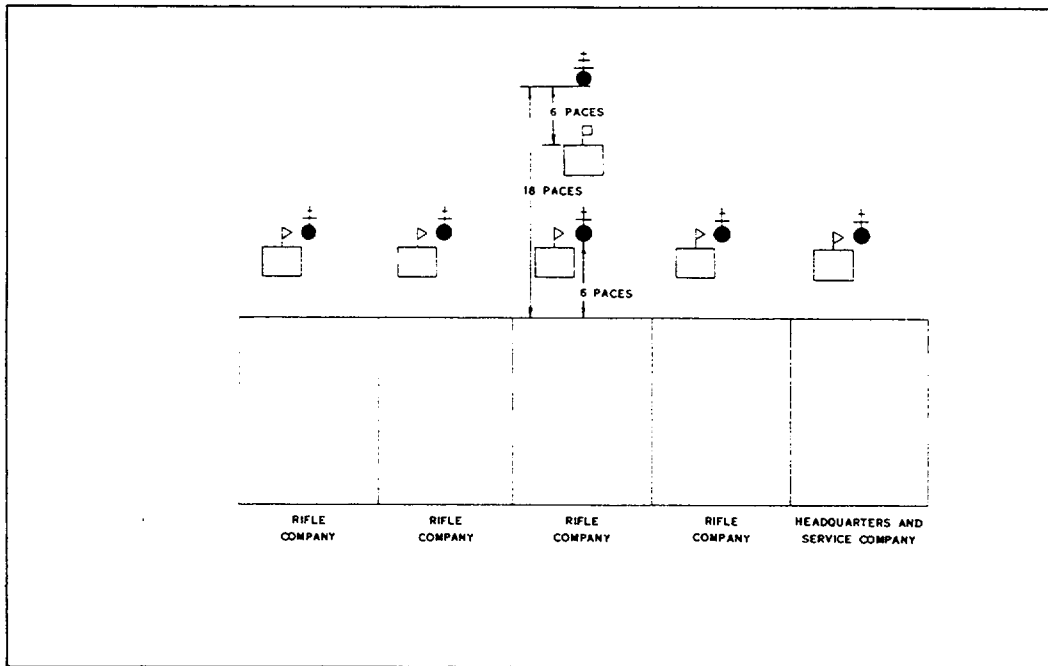 6 PACES
18 PACES
6 PACES
RIFLE
COMPANY
RIFLE
COMPANY
RIFLE
COMPANY
RIFLE
COMPANY
HEADQUARTERS AND
SERVICE COMPANY